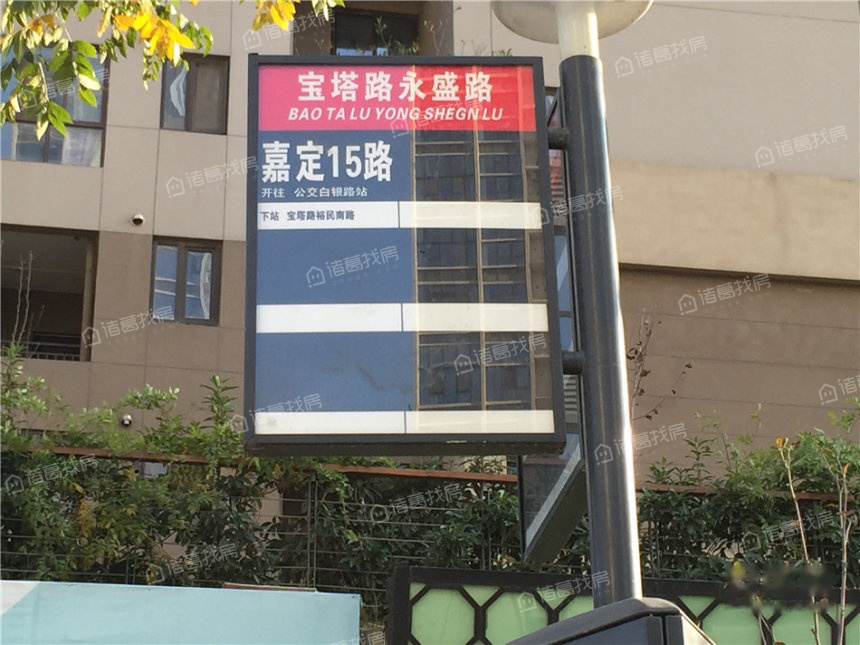 宝塔路永盛路
BAO TA LU YONG SHEGN LU
嘉定15路
开往 公交白银路站
下站 宝塔路裕民南路
诸葛找房